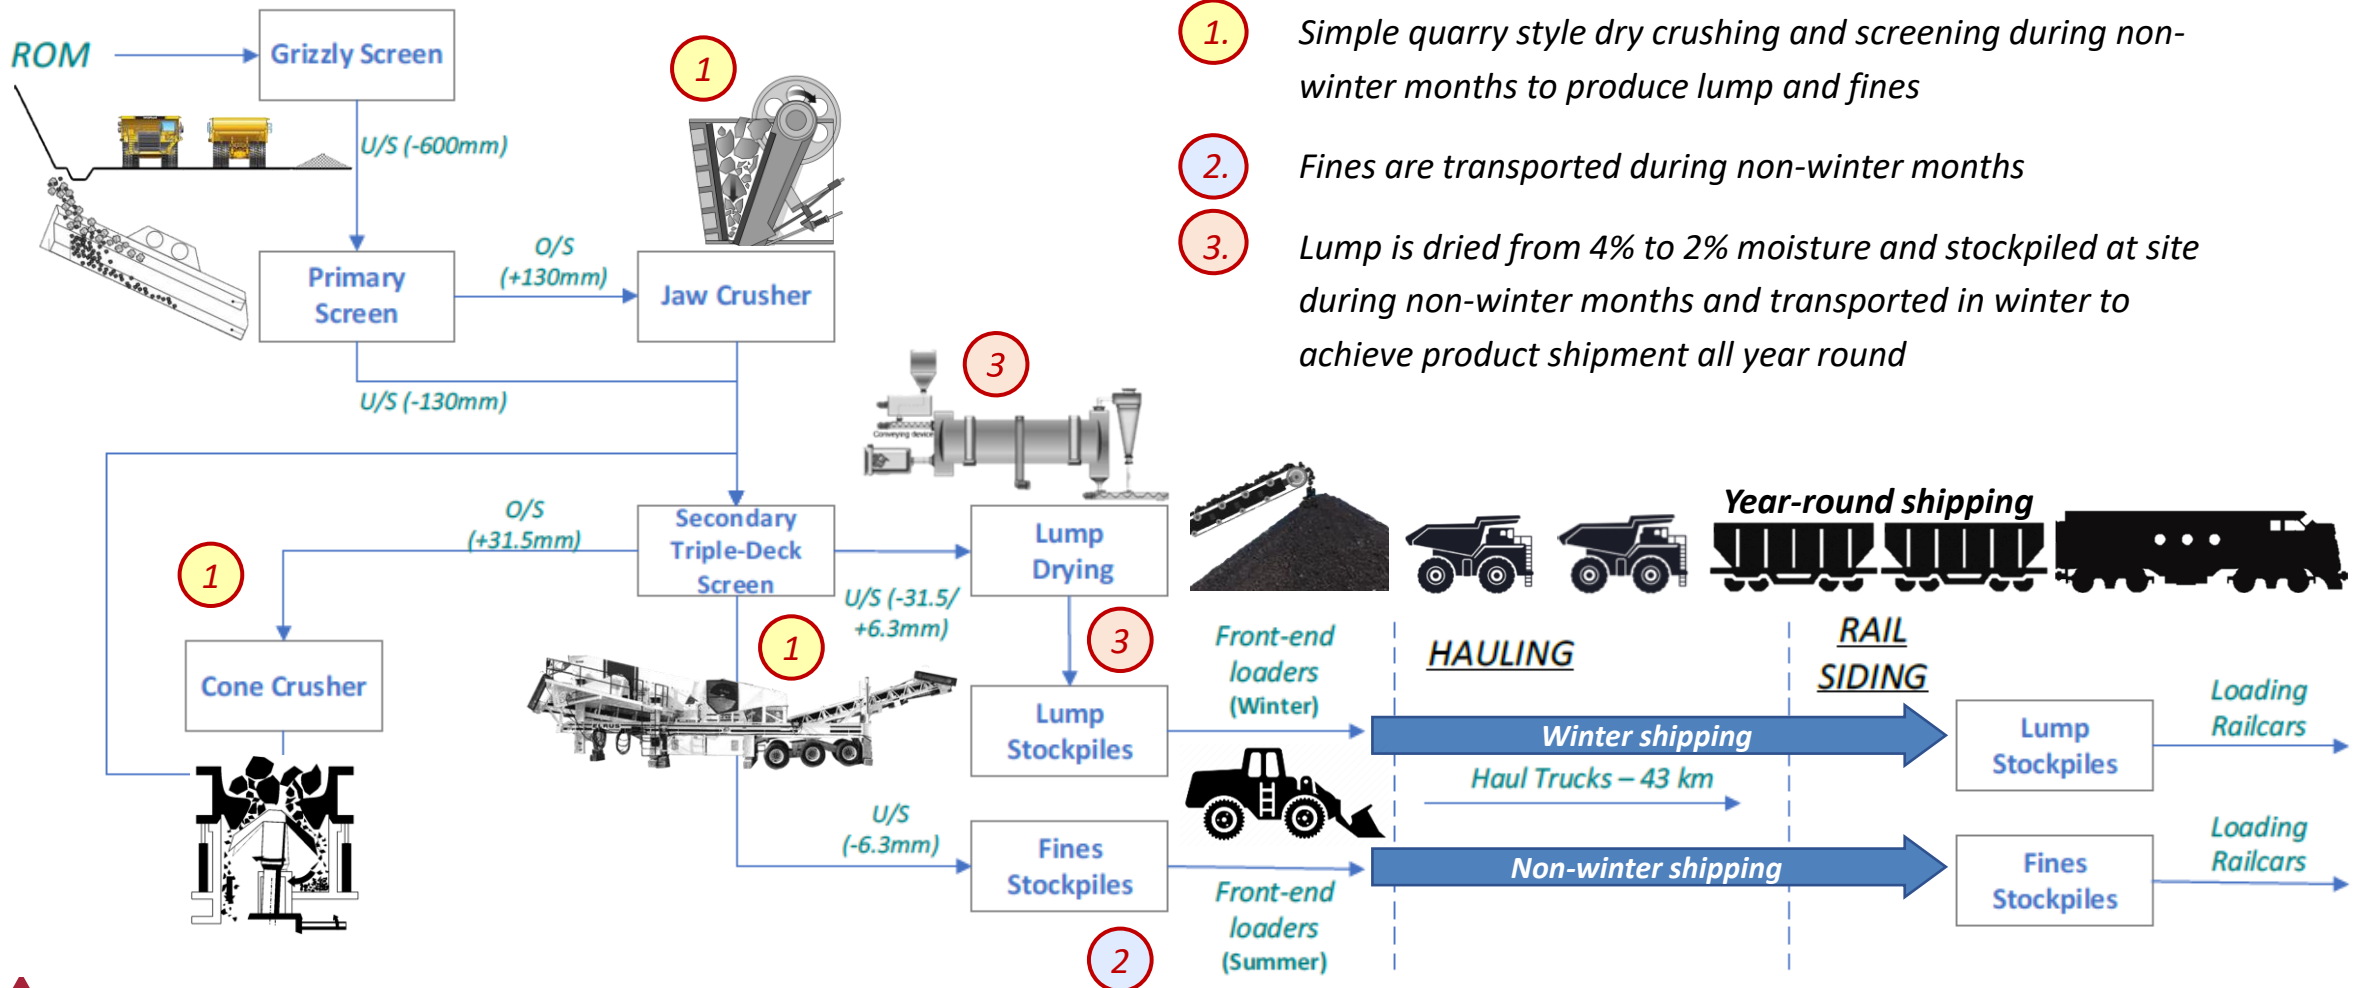 1.
Simple quarry style dry crushing and screening during non-
winter months to produce lump and fines
2.
Fines are transported during non-winter months
3.
Lump is dried from 4% to 2% moisture and stockpiled at site
during non-winter months and transported in winter to
achieve product shipment all year round
ROM
Grizzly Screen
1
U/S (-600mm)
Primary
Screen
O/S
(+130mm)
Jaw Crusher
U/S (-130mm)
3
Conveying device
O/S
(+31.5mm)
Secondary
Triple-Deck
Screen
Lump
Drying
U/S (-31.5/
+6.3mm)
1
Cone Crusher
1
ELRUS
3
Lump
Stockpiles
U/S
(-6.3mm)
Fines
Stockpiles
2
Year-round shipping
Front-end
loaders
(Winter)
HAULING
RAIL
SIDING
Winter shipping
Haul Trucks – 43 km
Lump
Stockpiles
Loading
Railcars
Non-winter shipping
Front-end
loaders
(Summer)
Fines
Stockpiles
Loading
Railcars